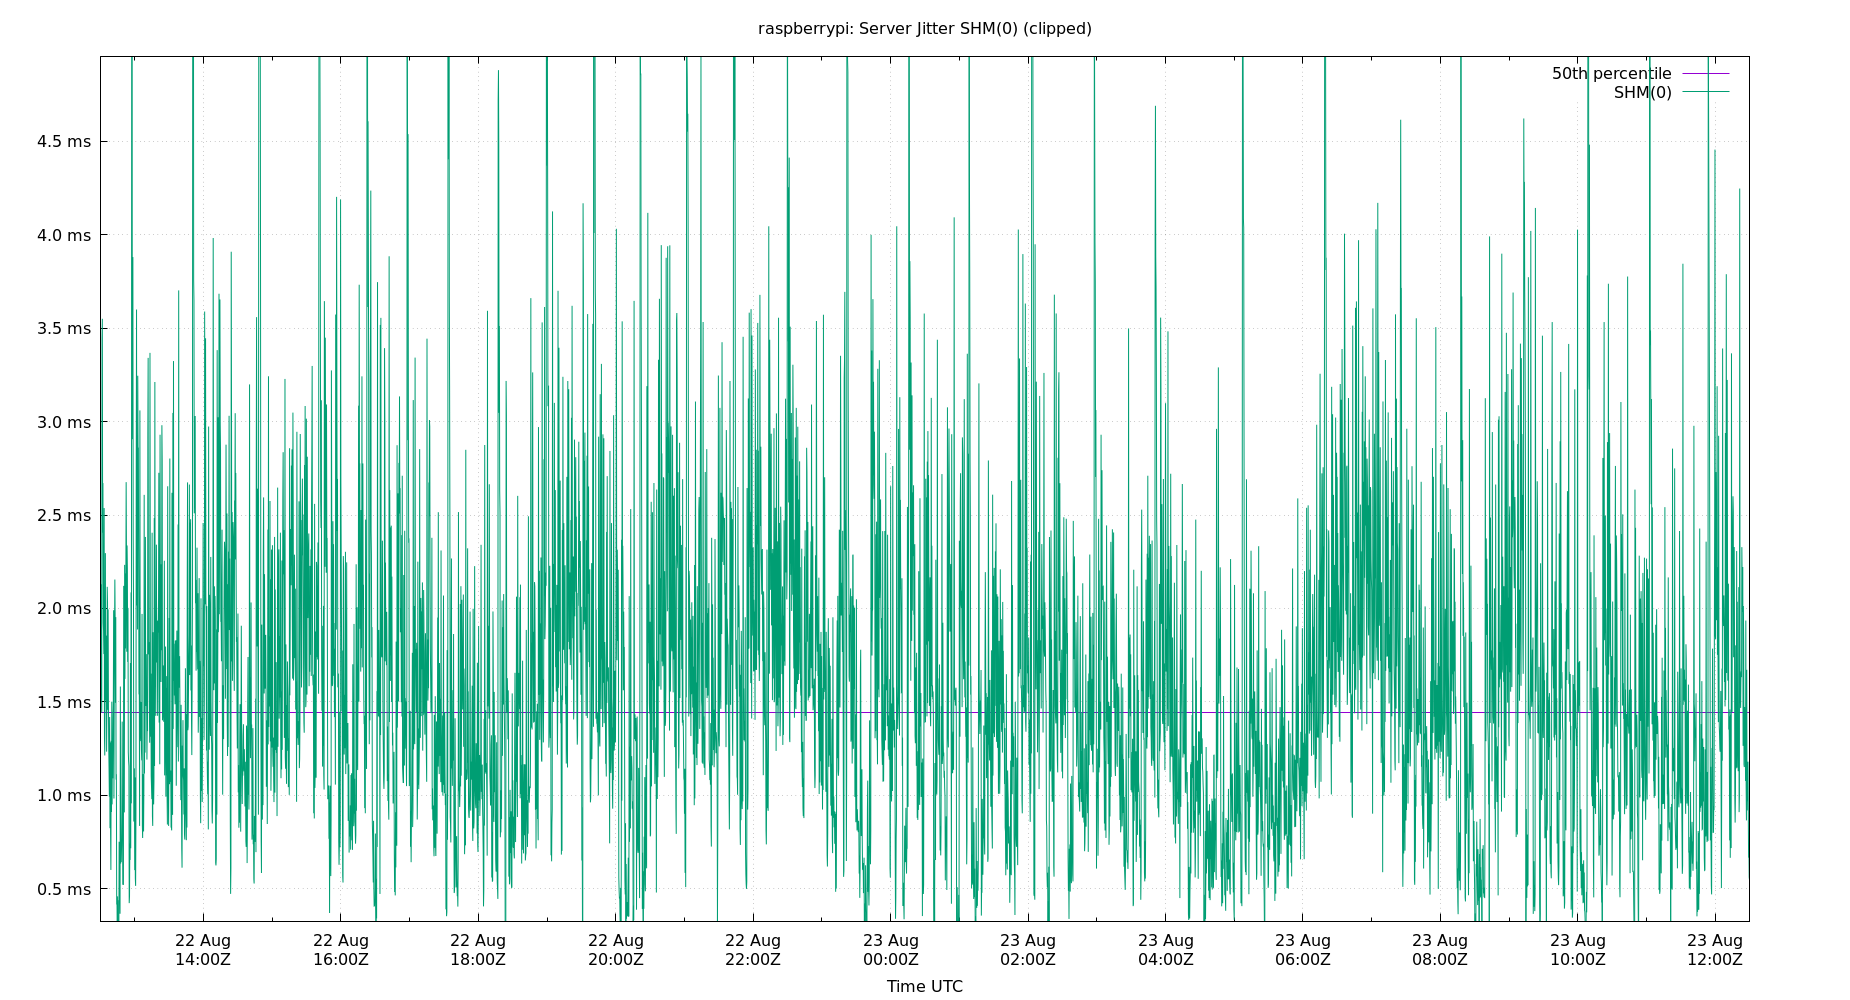 raspberrypi: Server Jitter SHM(0) (clipped)
50th percentile
SHM(0)
4.5 ms
4.0 ms
3.5 ms
3.0 ms
2.5 ms
2.0 ms
1.5 ms
1.0 ms
0.5 ms
22 Aug 22 Aug 22 Aug 22 Aug 22 Aug 23 Aug 23 Aug 23 Aug 23 Aug 23 Aug 23 Aug 23 Aug
14:00Z 16:00Z 18:00Z 20:00Z 22:00Z 00:00Z 02:00Z 04:00Z 06:00Z 08:00Z 10:00Z 12:00Z
Time UTC